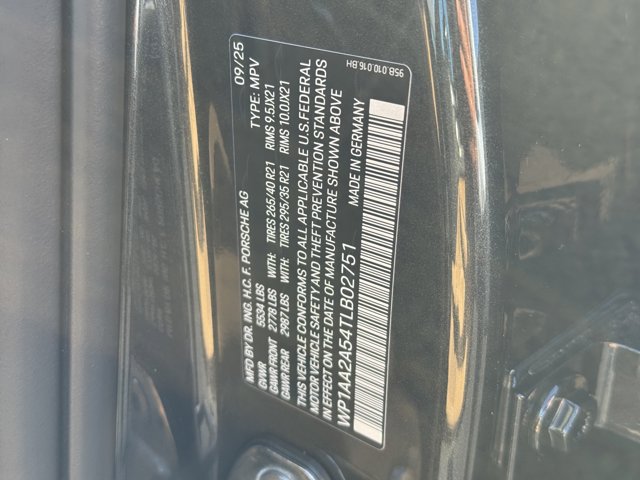 MFD BY DR. ING. H.C. F. PORSCHE AG 09/25
GVWR 5534 LBS TYPE: MPV
GAWR FRONT 2778 LBS WITH: TIRES 265/40 R21 RIMS 9.5JX21
GAWR REAR 2987 LBS WITH: TIRES 295/35 R21 RIMS 10.0JX21
THIS VEHICLE CONFORMS TO ALL APPLICABLE U.S. FEDERAL
MOTOR VEHICLE SAFETY AND THEFT PREVENTION STANDARDS
IN EFFECT ON THE DATE OF MANUFACTURE SHOWN ABOVE
WP1AA2A54TLB02751 MADE IN GERMANY
95B.010.016.BH